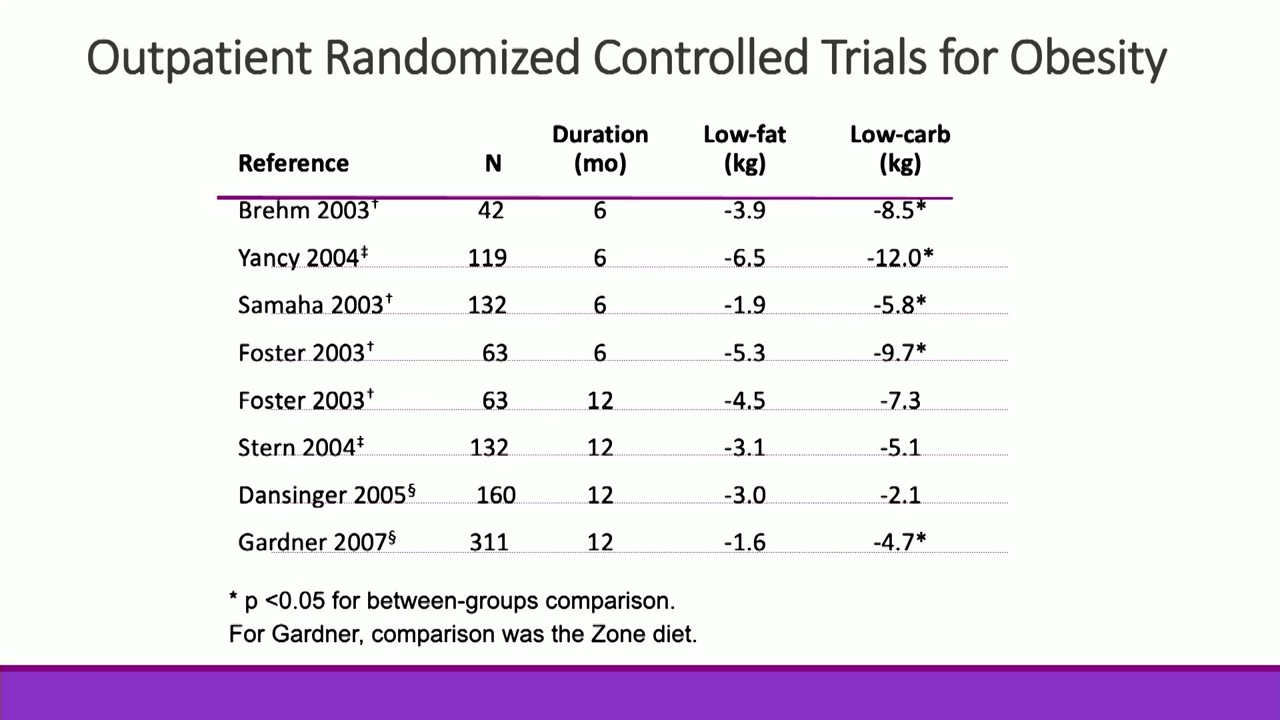 Outpatient Randomized Controlled Trials for Obesity
Reference N Duration (mo) Low-fat (kg) Low-carb (kg)
Brehm 2003† 42 6 -3.9 -8.5*
Yancy 2004‡ 119 6 -6.5 -12.0*
Samaha 2003† 132 6 -1.9 -5.8*
Foster 2003† 63 6 -5.3 -9.7*
Foster 2003† 63 12 -4.5 -7.3
Stern 2004‡ 132 12 -3.1 -5.1
Dansinger 2005§ 160 12 -3.0 -2.1
Gardner 2007§ 311 12 -1.6 -4.7*
* p <0.05 for between-groups comparison.
For Gardner, comparison was the Zone diet.